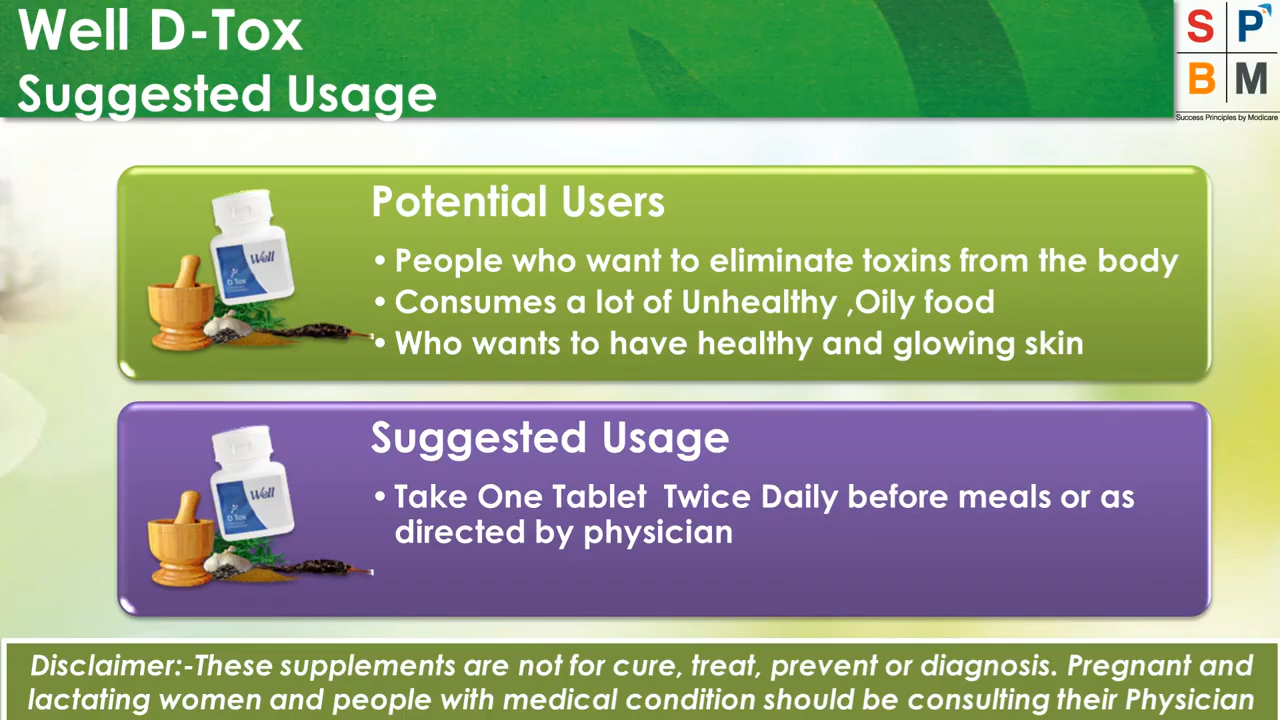 Well D-Tox
Suggested Usage
S P
B M
Success Principles by Modicare
Potential Users
• People who want to eliminate toxins from the body
• Consumes a lot of Unhealthy ,Oily food
• Who wants to have healthy and glowing skin
Well
D Tox
Suggested Usage
• Take One Tablet Twice Daily before meals or as
directed by physician
Well
D Tox
Disclaimer:-These supplements are not for cure, treat, prevent or diagnosis. Pregnant and
lactating women and people with medical condition should be consulting their Physician